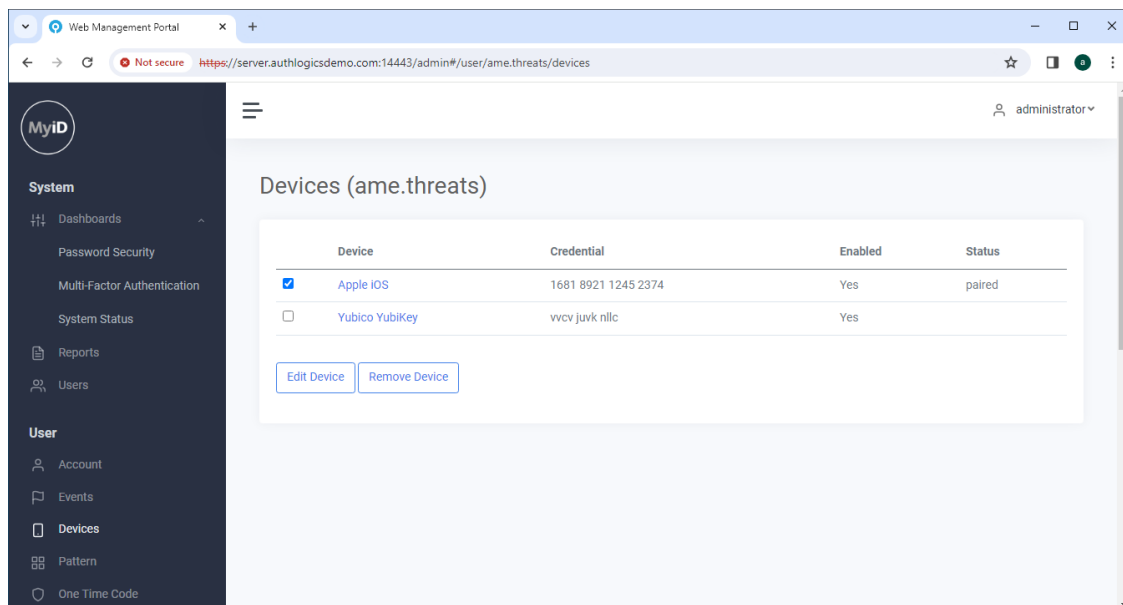 Web Management Portal
Not secure https://server.authlogicsdemo.com:14443/admin#/user/ame.threats/devices
a
MyiD
administrator
System
Dashboards
Password Security
Multi-Factor Authentication
System Status
Reports
Users
User
Account
Events
Devices
Pattern
One Time Code
Devices (ame.threats)
Device Credential Enabled Status
Apple iOS 1681 8921 1245 2374 Yes paired
Yubico YubiKey vvcv juvk nllc Yes
Edit Device Remove Device